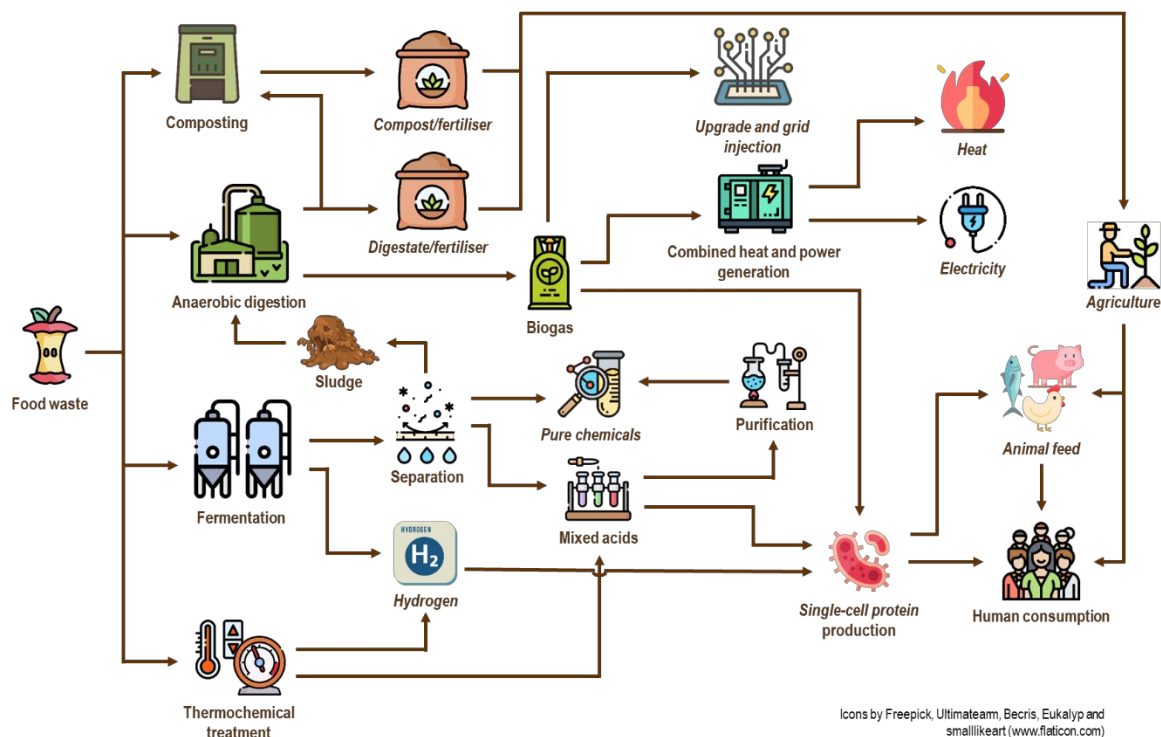 Composting
Compost/fertiliser
Upgrade and grid
injection
Heat
Digestate/fertiliser
Combined heat and power
generation
Electricity
Agriculture
Anaerobic digestion
Biogas
Food waste
Sludge
Separation
Pure chemicals
Purification
Animal feed
Fermentation
Mixed acids
HYDROGEN
H2
Hydrogen
Single-cell protein
production
Human consumption
Thermochemical
treatment
Icons by Freepick, Ultimatearm, Becris, Eukalyp and
smalllikeart (www.flaticon.com)